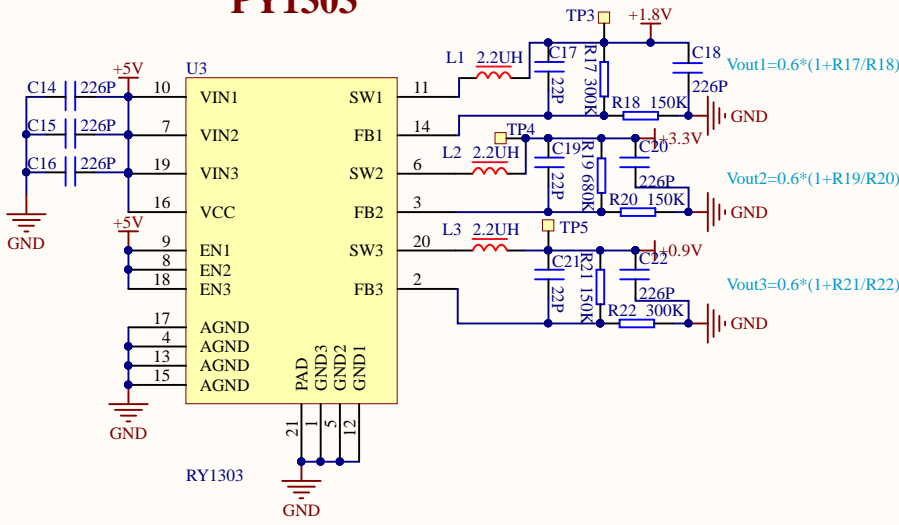 PY1303
TP3
+1.8V
U3
L1
2.2UH
C17
22P
R17 300K
C18
226P
Vout1=0.6*(1+R17/R18)
+5V
C14
226P
10
VIN1
SW1
11
R18
150K
GND
C15
226P
7
VIN2
FB1
14
TP4
+3.3V
C16
226P
19
VIN3
SW2
6
L2
2.2UH
C19
22P
R19 680K
C20
226P
Vout2=0.6*(1+R19/R20)
16
VCC
FB2
3
R20
150K
GND
GND
+5V
TP5
9
EN1
SW3
20
L3
2.2UH
C21
22P
R21 150K
C22
226P
+0.9V
8
EN2
18
EN3
FB3
2
Vout3=0.6*(1+R21/R22)
R22
300K
GND
17
AGND
4
AGND
13
AGND
15
AGND
PAD
GND3
GND2
GND1
21
1
5
12
GND
RY1303
GND